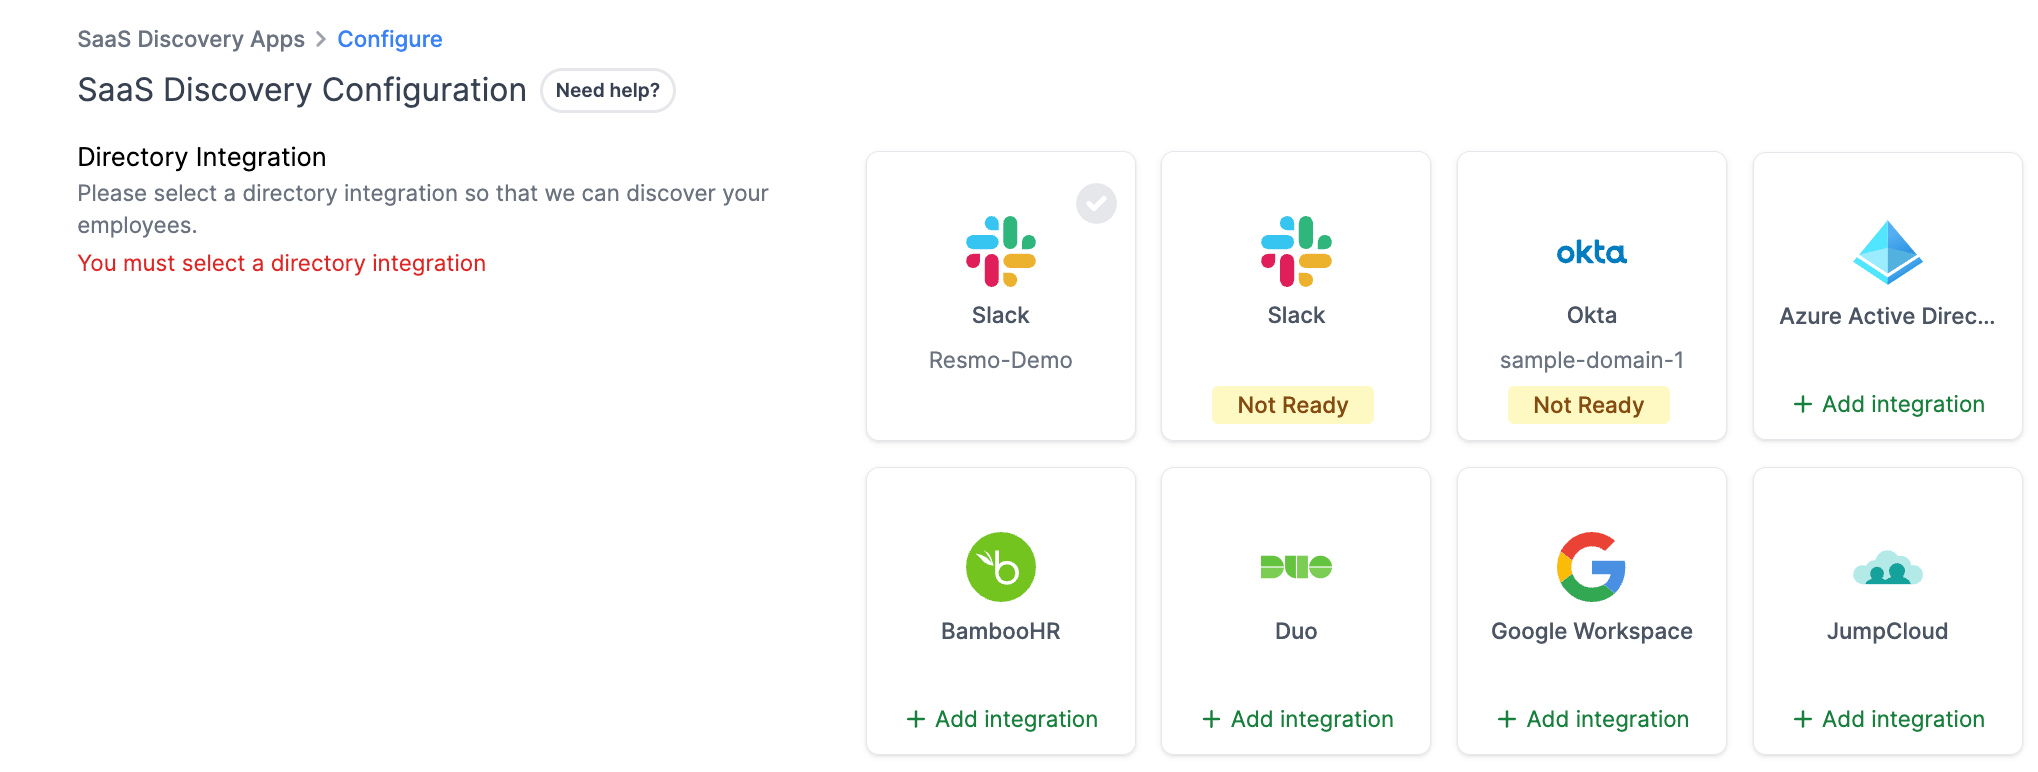 SaaS Discovery Apps > Configure
SaaS Discovery Configuration Need help?
Directory Integration
Please select a directory integration so that we can discover your
employees.
You must select a directory integration
Slack
Resmo-Demo
Slack
Not Ready
okta
Okta
sample-domain-1
Not Ready
Azure Active Direc...
+ Add integration
b
BambooHR
+ Add integration
DUO
Duo
+ Add integration
G
Google Workspace
+ Add integration
JumpCloud
+ Add integration